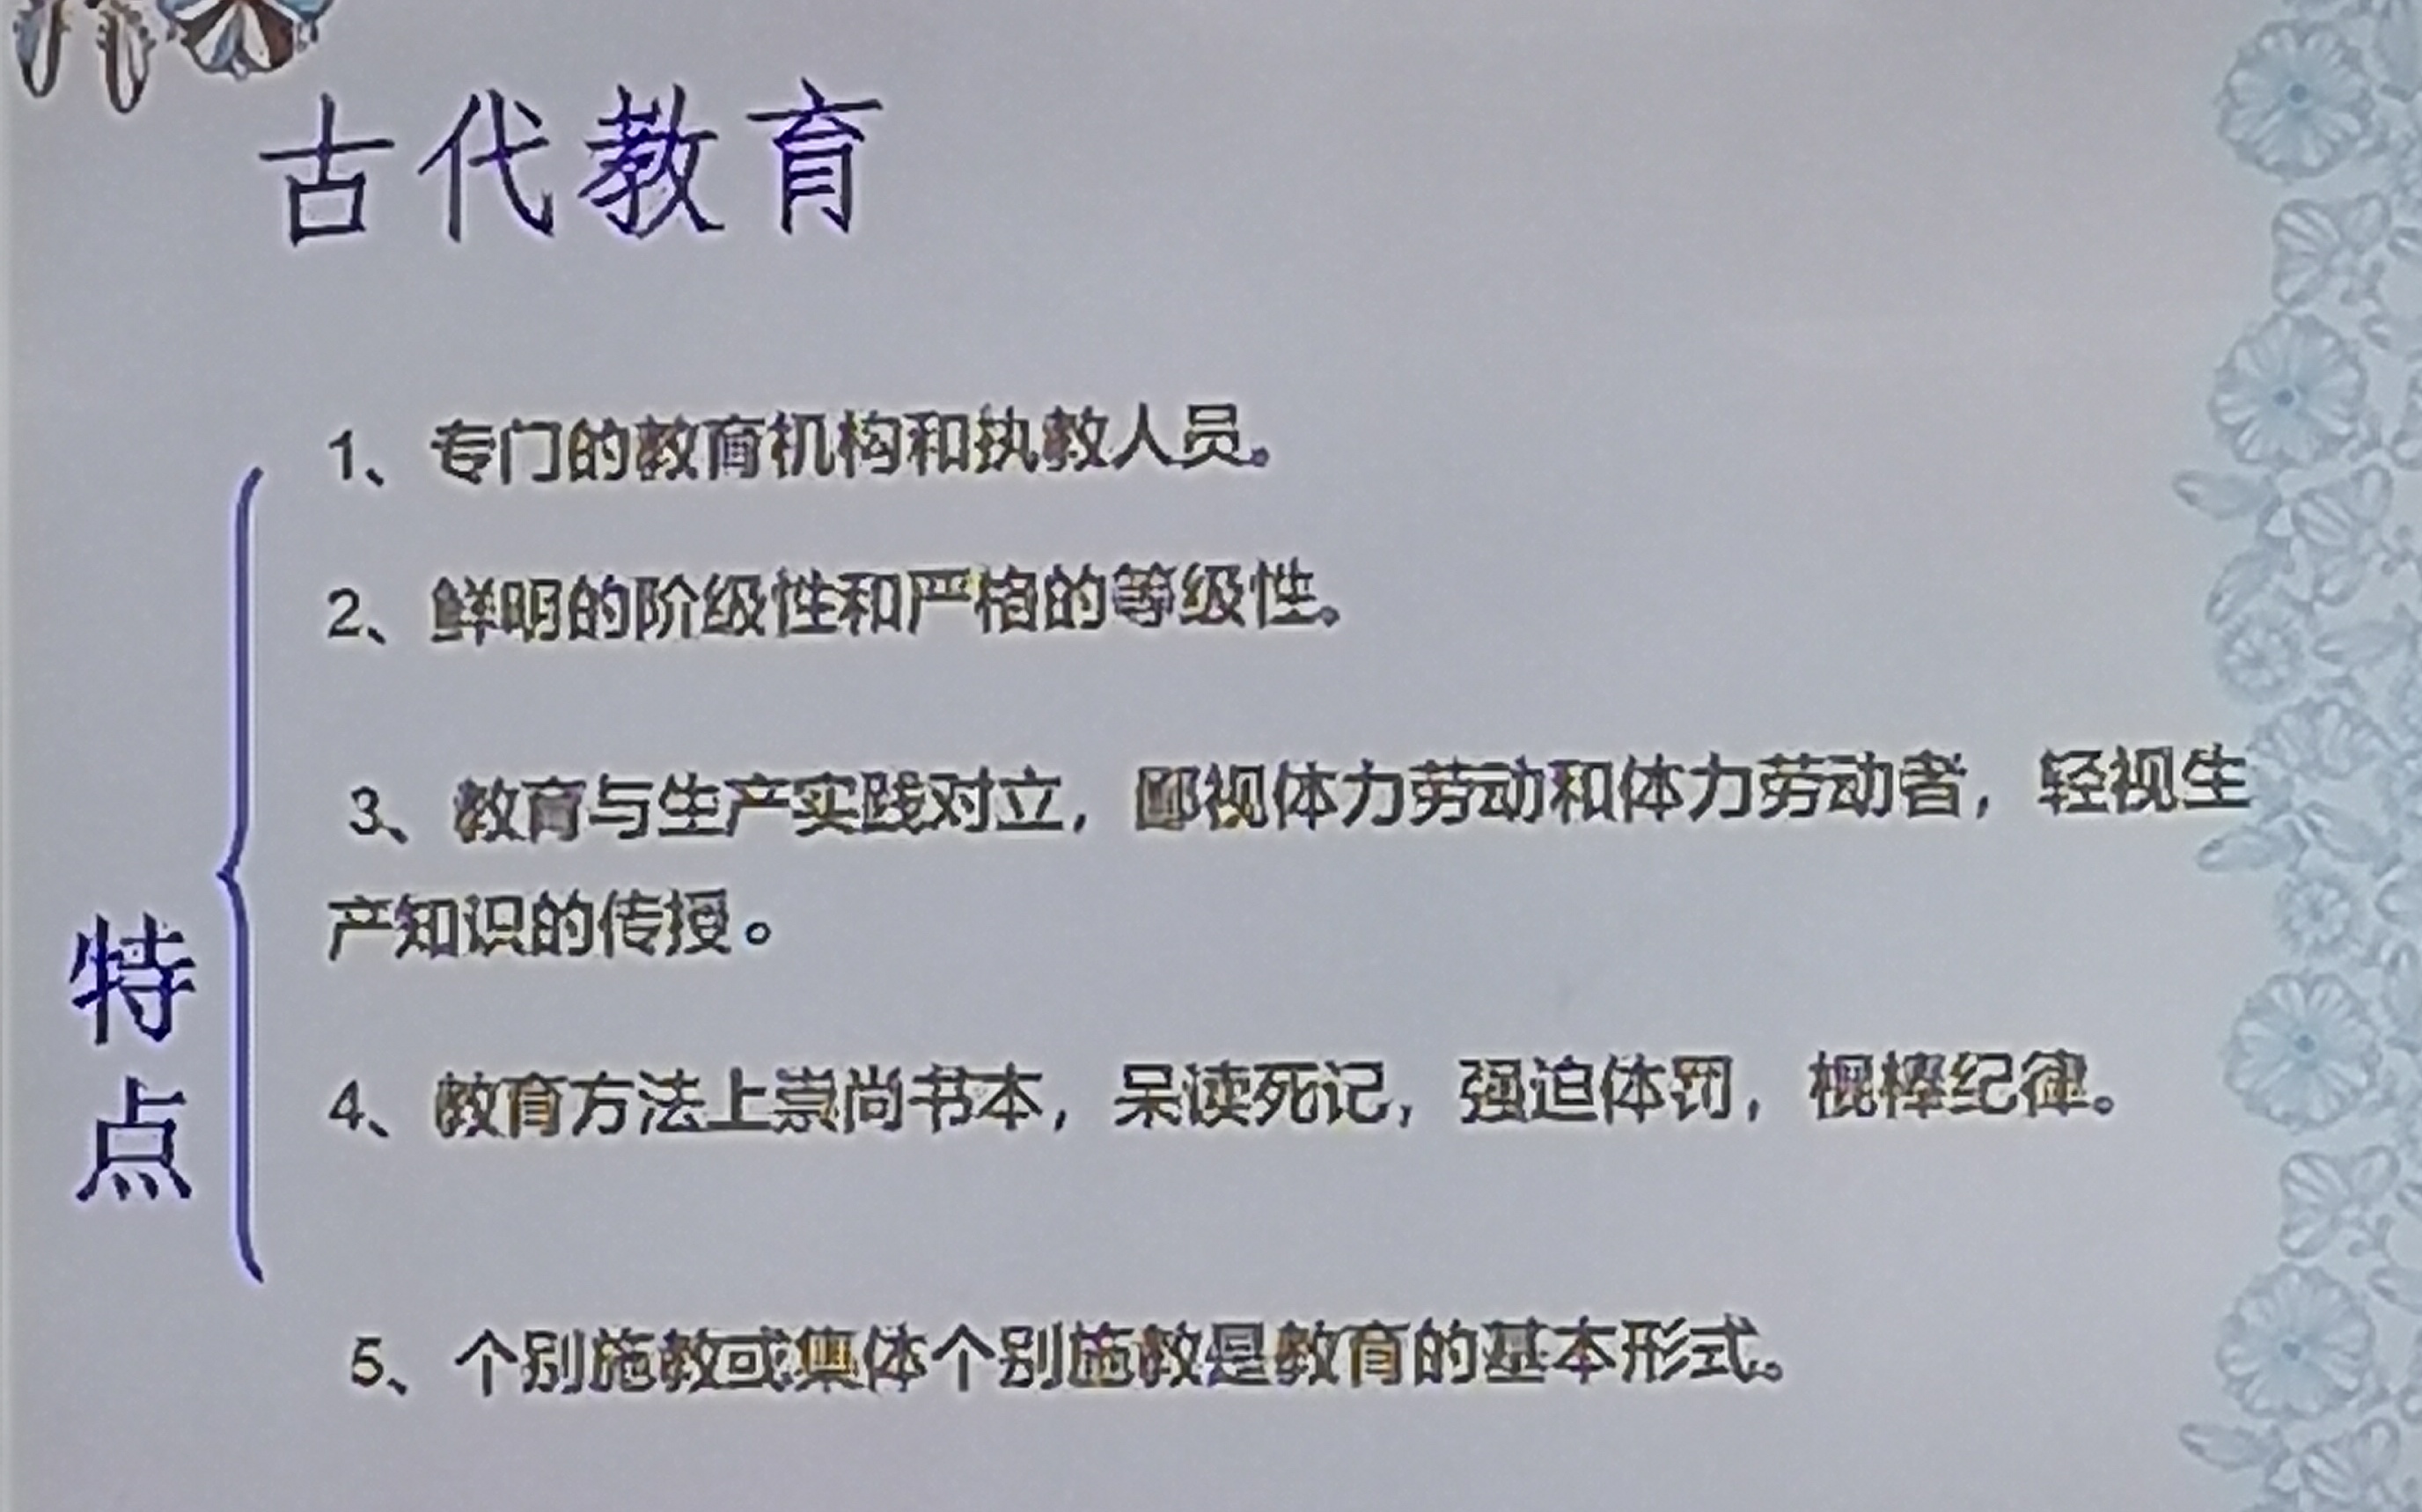 古代教育
1、专门的教育机构和执教人员。
2、鲜明的阶级性和严格的等级性。
3、教育与生产实践对立，鄙视体力劳动和体力劳动者，轻视生
产知识的传授。
特点
4、教育方法上崇尚书本，呆读死记，强迫体罚，棍棒纪律。
5、个别施教或集体个别施教是教育的基本形式。